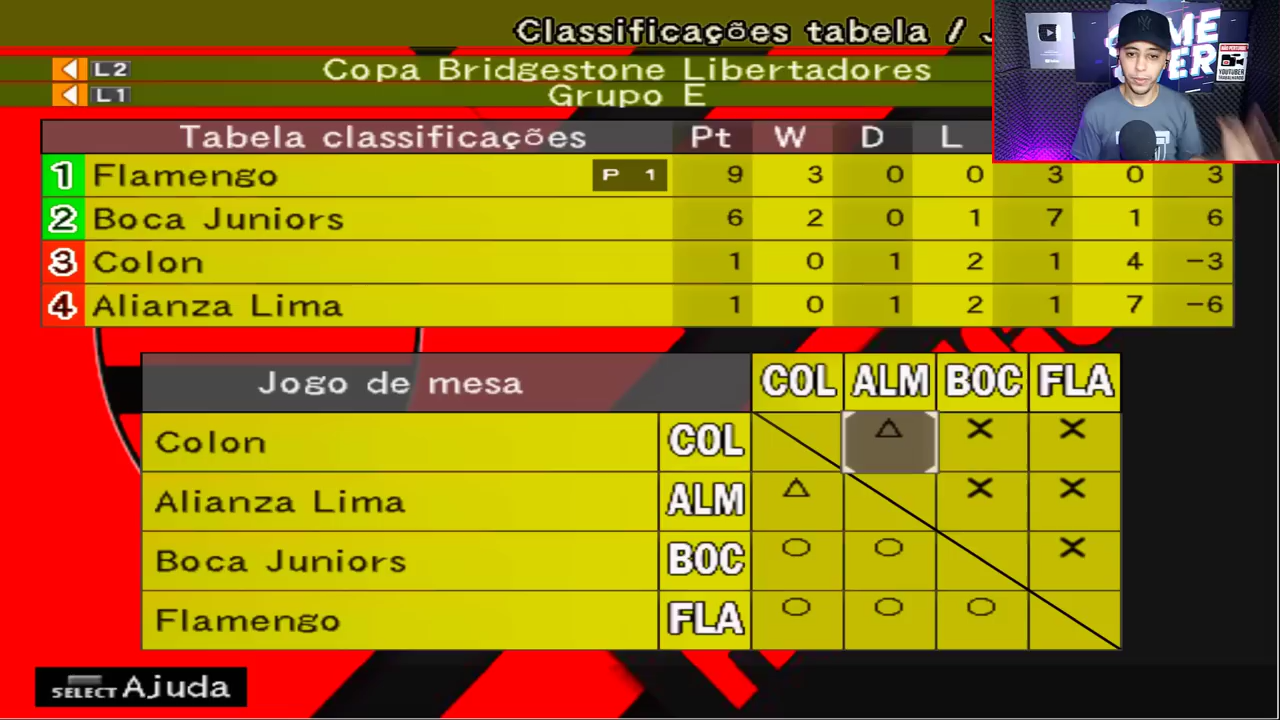 Classificações tabela / J
L2 Copa Bridgestone Libertadores
L1 Grupo E
Tabela classificações Pt W D L
1 Flamengo P 1 9 3 0 0 3 0 3
2 Boca Juniors 6 2 0 1 7 1 6
3 Colon 1 0 1 2 1 4 -3
4 Alianza Lima 1 0 1 2 1 7 -6
Jogo de mesa COL ALM BOC FLA
Colon COL △ × ×
Alianza Lima ALM △ × ×
Boca Juniors BOC ○ ○ ×
Flamengo FLA ○ ○ ○
SELECT Ajuda